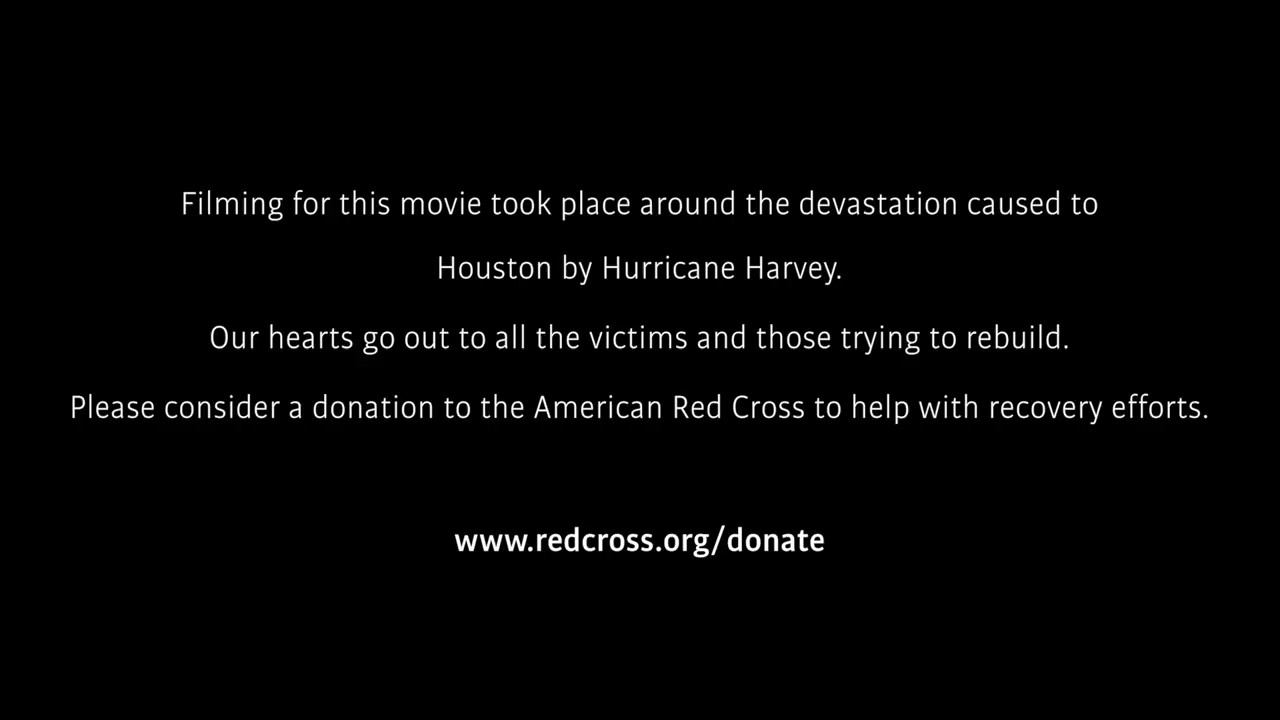 Filming for this movie took place around the devastation caused to
Houston by Hurricane Harvey.
Our hearts go out to all the victims and those trying to rebuild.
Please consider a donation to the American Red Cross to help with recovery efforts.
www.redcross.org/donate